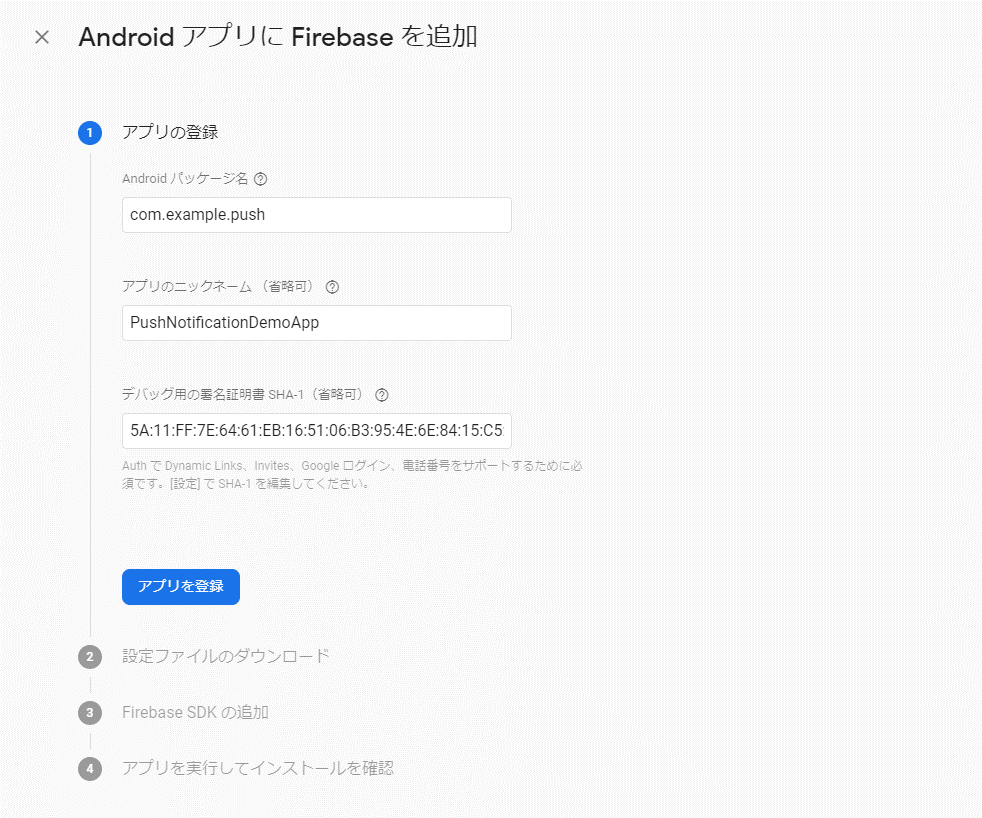 Android アプリに Firebase を追加
1 アプリの登録
Android パッケージ名
com.example.push
アプリのニックネーム（省略可）
PushNotificationDemoApp
デバッグ用の署名証明書 SHA-1（省略可）
5A:11:FF:7E:64:61:EB:16:51:06:B3:95:4E:6E:84:15:C5:
Auth で Dynamic Links、Invites、Google ログイン、電話番号をサポートするために必
須です。[設定] で SHA-1 を編集してください。
アプリを登録
2 設定ファイルのダウンロード
3 Firebase SDK の追加
4 アプリを実行してインストールを確認